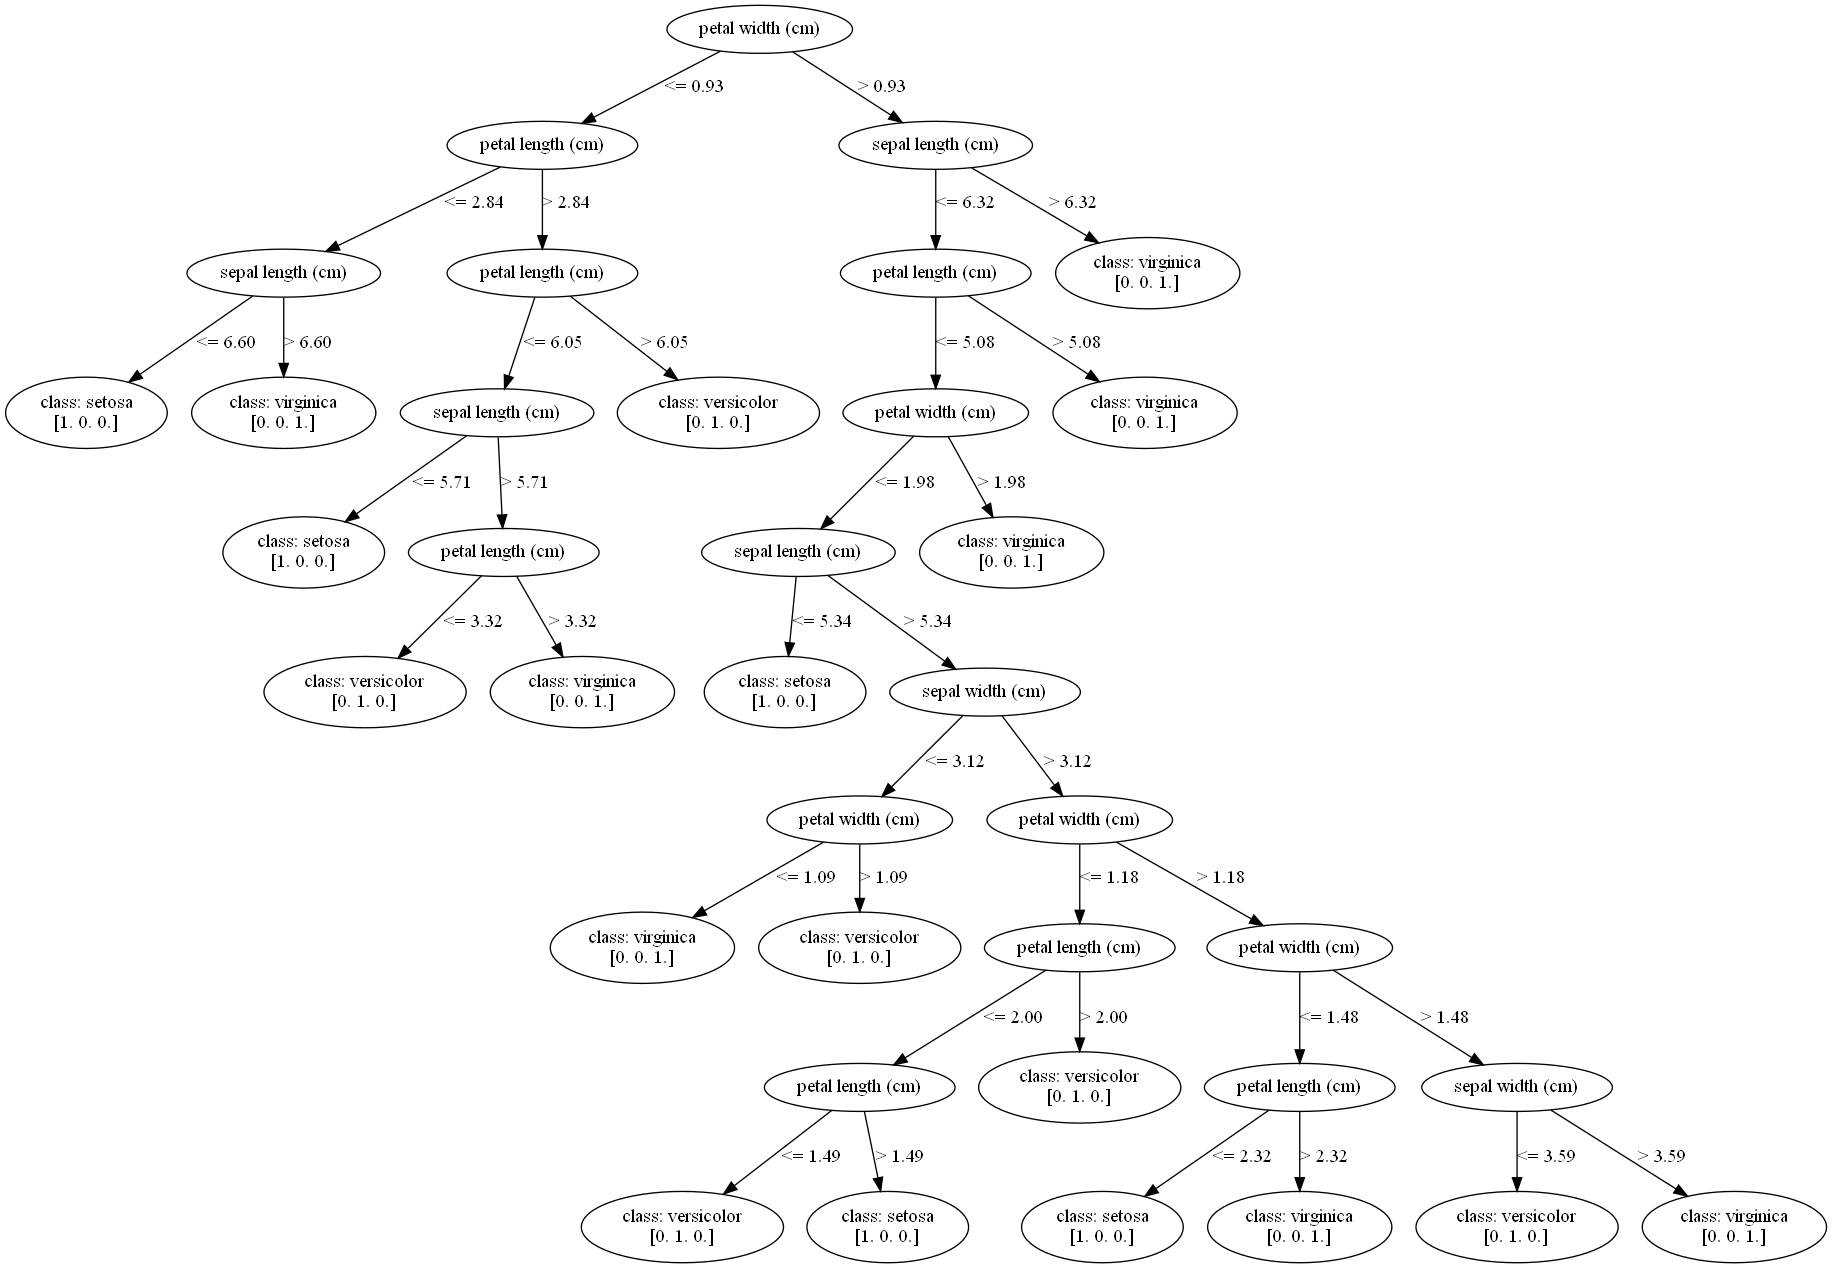 petal width (cm)
<= 0.93
> 0.93
petal length (cm)
sepal length (cm)
<= 2.84
> 2.84
<= 6.32
> 6.32
sepal length (cm)
petal length (cm)
petal length (cm)
class: virginica
[0. 0. 1.]
<= 6.60
> 6.60
<= 6.05
> 6.05
<= 5.08
> 5.08
class: setosa
[1. 0. 0.]
class: virginica
[0. 0. 1.]
sepal length (cm)
class: versicolor
[0. 1. 0.]
petal width (cm)
class: virginica
[0. 0. 1.]
<= 5.71
> 5.71
<= 1.98
> 1.98
class: setosa
[1. 0. 0.]
petal length (cm)
sepal length (cm)
class: virginica
[0. 0. 1.]
<= 3.32
> 3.32
<= 5.34
> 5.34
class: versicolor
[0. 1. 0.]
class: virginica
[0. 0. 1.]
class: setosa
[1. 0. 0.]
sepal width (cm)
<= 3.12
> 3.12
petal width (cm)
petal width (cm)
<= 1.09
> 1.09
<= 1.18
> 1.18
class: virginica
[0. 0. 1.]
class: versicolor
[0. 1. 0.]
petal length (cm)
petal width (cm)
<= 2.00
> 2.00
<= 1.48
> 1.48
petal length (cm)
class: versicolor
[0. 1. 0.]
petal length (cm)
sepal width (cm)
<= 1.49
> 1.49
<= 2.32
> 2.32
<= 3.59
> 3.59
class: versicolor
[0. 1. 0.]
class: setosa
[1. 0. 0.]
class: setosa
[1. 0. 0.]
class: virginica
[0. 0. 1.]
class: versicolor
[0. 1. 0.]
class: virginica
[0. 0. 1.]